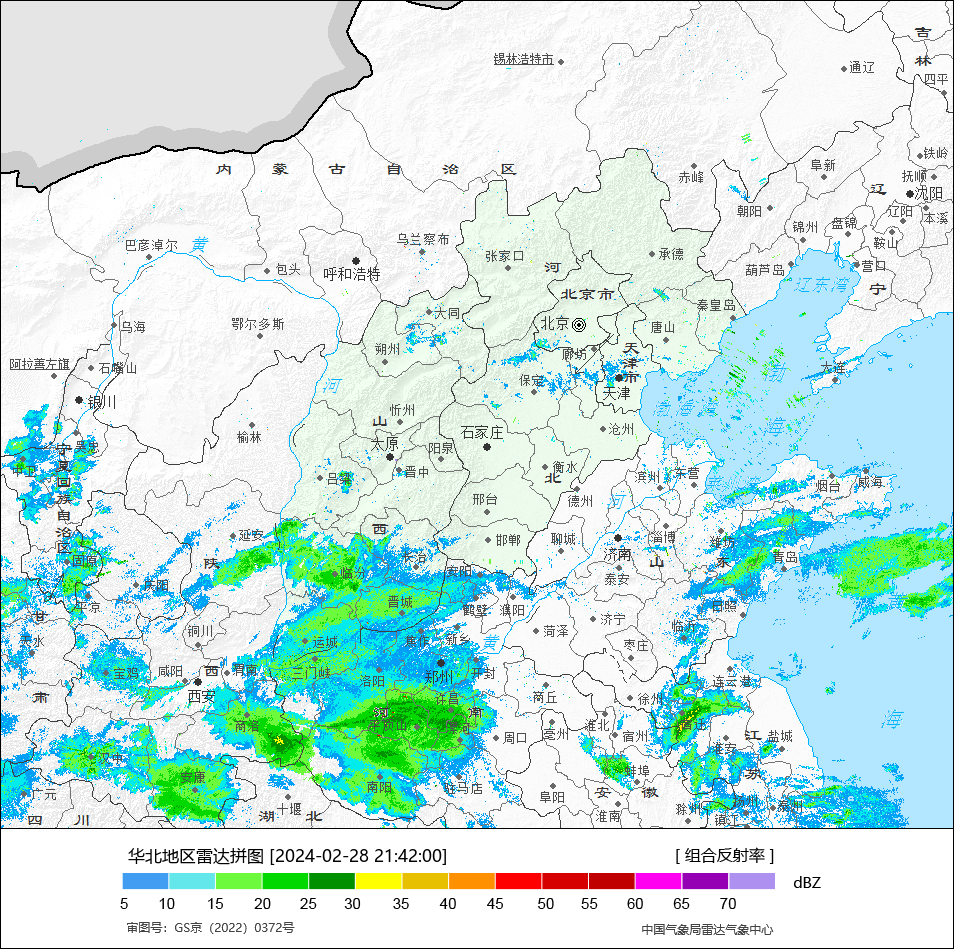 吉
林
锡林浩特市
通辽
四平
内 蒙 古 自 治 区
铁岭
阜新
抚顺
赤峰
辽
沈阳
朝阳
辽阳
本溪
锦州
盘锦
鞍山
巴彦淖尔
黄
乌兰察布
张家口
河
承德
葫芦岛
营口
包头
呼和浩特
辽东湾
宁
北京市
秦皇岛
大同
北京
唐山
乌海
鄂尔多斯
天
津
市
廊坊
朔州
阿拉善左旗
石嘴山
保定
渤
大连
河
天津
银川
忻州
渤海湾
山
海
榆林
太原
石家庄
沧州
吴忠
阳泉
宁
夏
回
族
自
治
区
中卫
晋中
衡水
吕梁
北
滨州
东营
莱州湾
烟台
威海
邢台
德州
河
西
延安
邯郸
聊城
济南
淄博
潍坊
青岛
固原
陕
长治
安阳
山
东
临汾
泰安
庆阳
平凉
晋城
鹤壁
濮阳
日照
黄
甘
铜川
菏泽
济宁
临沂
天水
运城
焦作
新乡
黄
枣庄
宝鸡
咸阳
西
渭南
三门峡
洛阳
郑州
开封
连云港
肃
西安
许昌
商丘
徐州
商洛
河
南
平顶山
漯河
周口
亳州
淮北
宿州
宿迁
江
盐城
海
淮安
汉中
安康
南阳
驻马店
蚌埠
苏
广元
十堰
阜阳
安
徽
滁州
扬州
泰州
四 川
湖 北
淮南
镇江
华北地区雷达拼图 [2024-02-28 21:42:00]
[ 组合反射率 ]
dBZ
5 10 15 20 25 30 35 40 45 50 55 60 65 70
审图号：GS京（2022）0372号
中国气象局雷达气象中心